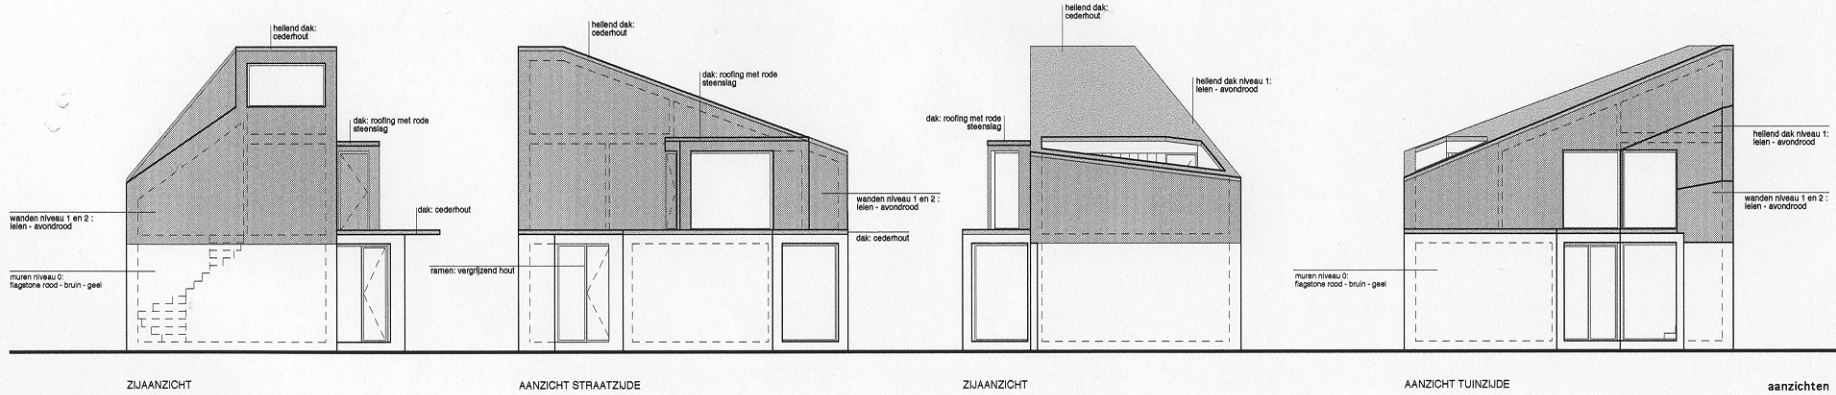 hellend dak:
cederhout
dak: roofing met rode
steenslag
wanden niveau 1 en 2 :
leien - avondrood
dak: cederhout
muren niveau 0:
flagstone rood - bruin - geel
ZIJAANZICHT
hellend dak:
cederhout
dak: roofing met rode
steenslag
wanden niveau 1 en 2 :
leien - avondrood
dak: cederhout
ramen: vergrijzend hout
AANZICHT STRAATZIJDE
hellend dak:
cederhout
hellend dak niveau 1:
leien - avondrood
dak: roofing met rode
steenslag
ZIJAANZICHT
hellend dak niveau 1:
leien - avondrood
wanden niveau 1 en 2 :
leien - avondrood
muren niveau 0:
flagstone rood - bruin - geel
AANZICHT TUINZIJDE
aanzichten